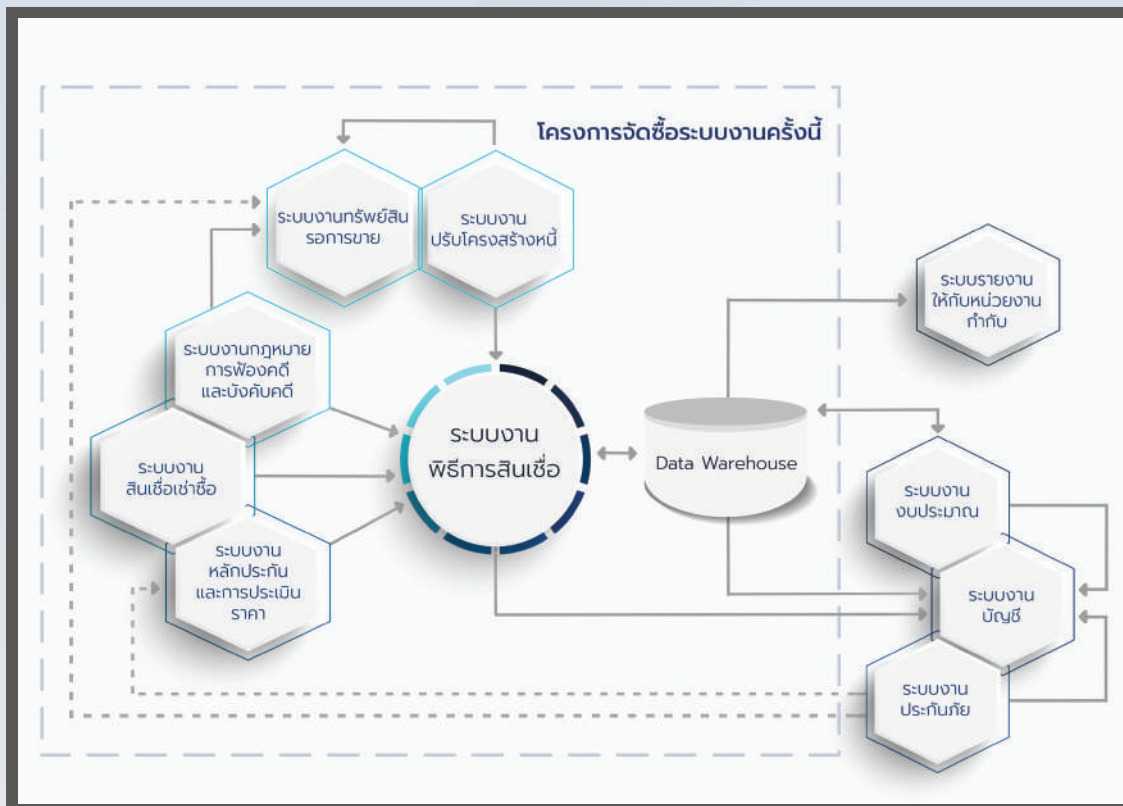 โครงการจัดซื้อระบบงานครั้งนี้
ระบบงานทรัพย์สิน
รอการขาย
ระบบงาน
ปรับโครงสร้างหนี้
ระบบรายงาน
ให้กับหน่วยงาน
กำกับ
ระบบงานกฎหมาย
การฟ้องคดี
และบังคับคดี
ระบบงาน
พิธีการสินเชื่อ
Data Warehouse
ระบบงาน
สินเชื่อเช่าซื้อ
ระบบงาน
งบประมาณ
ระบบงาน
หลักประกัน
และการประเมิน
ราคา
ระบบงาน
บัญชี
ระบบงาน
ประกันภัย